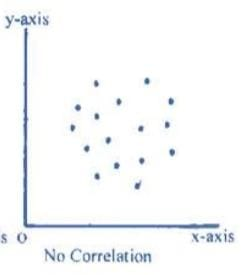 y-axis
s O
x-axis
No Correlation